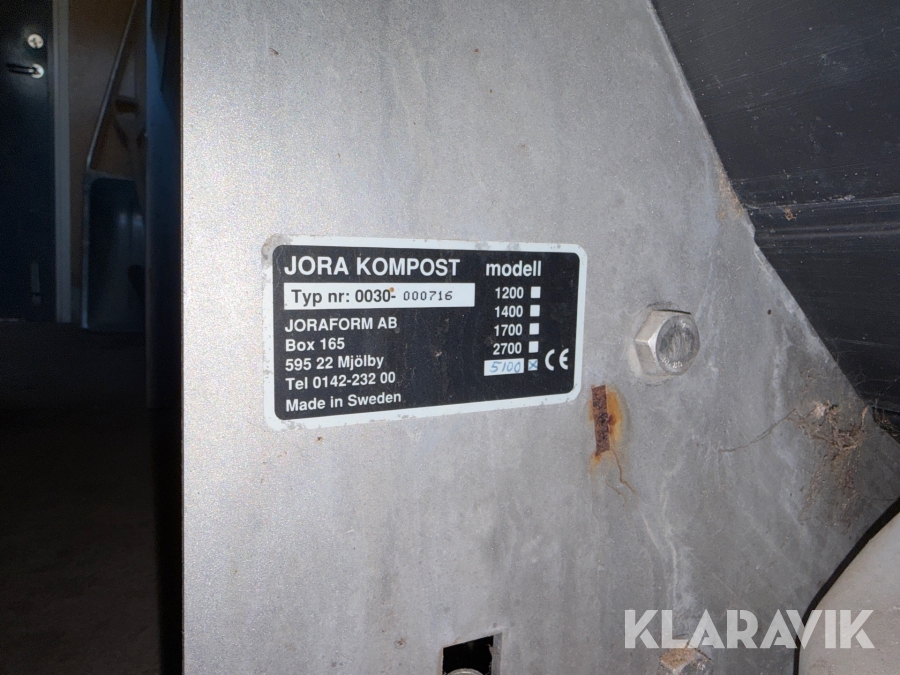 JORA KOMPOST modell
Typ nr: 0030- 000716
1200
1400
JORAFORM AB
1700
Box 165
2700
595 22 Mjölby
5100 x CE
Tel 0142-232 00
Made in Sweden
KLARAVIK